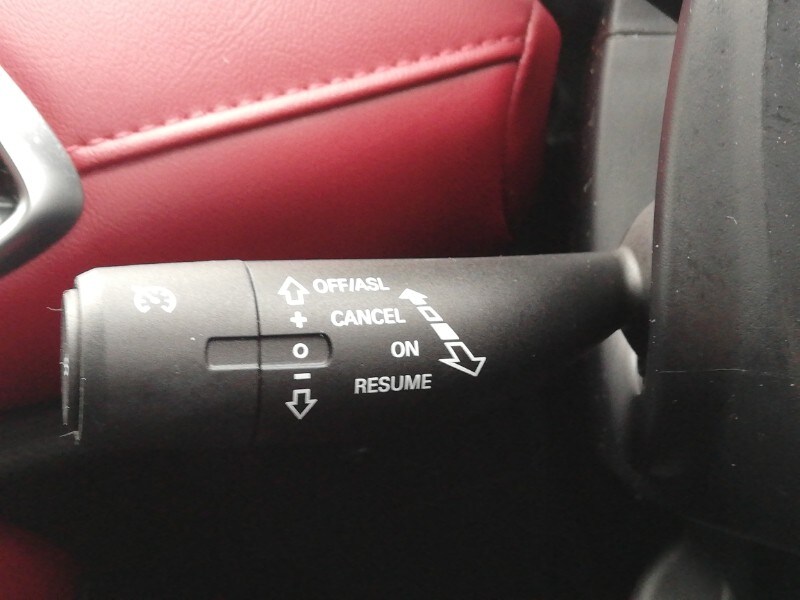 OFF/ASL
+ CANCEL
O ON
- RESUME